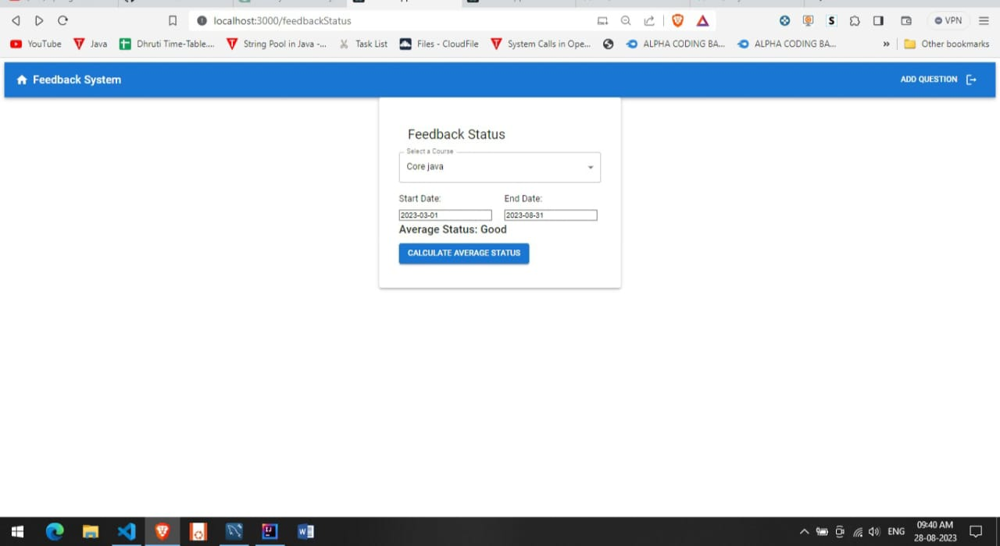 localhost:3000/feedbackStatus
VPN
YouTube Java Dhruti Time-Table.... String Pool in Java -... Task List Files - CloudFile System Calls in Ope... ALPHA CODING BA... ALPHA CODING BA... » Other bookmarks
Feedback System ADD QUESTION
Feedback Status
Select a Course
Core java
Start Date: End Date:
2023-03-01 2023-08-31
Average Status: Good
CALCULATE AVERAGE STATUS
ENG 09:40 AM
28-08-2023